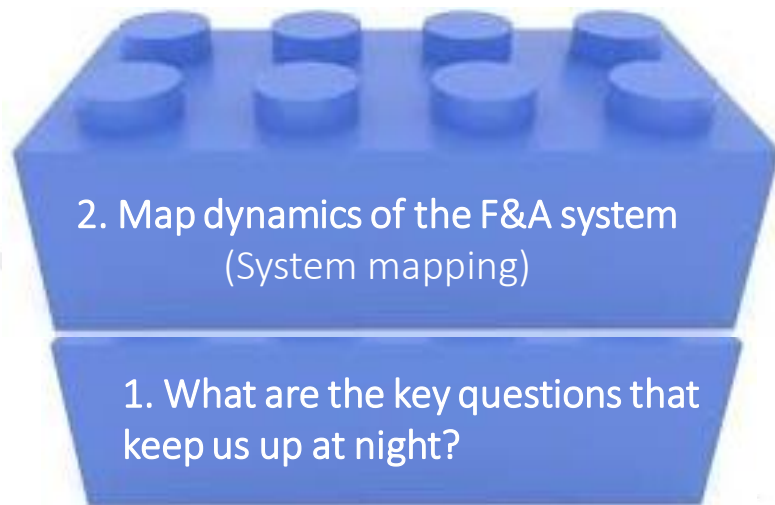 2. Map dynamics of the F&A system
(System mapping)
1. What are the key questions that
keep us up at night?